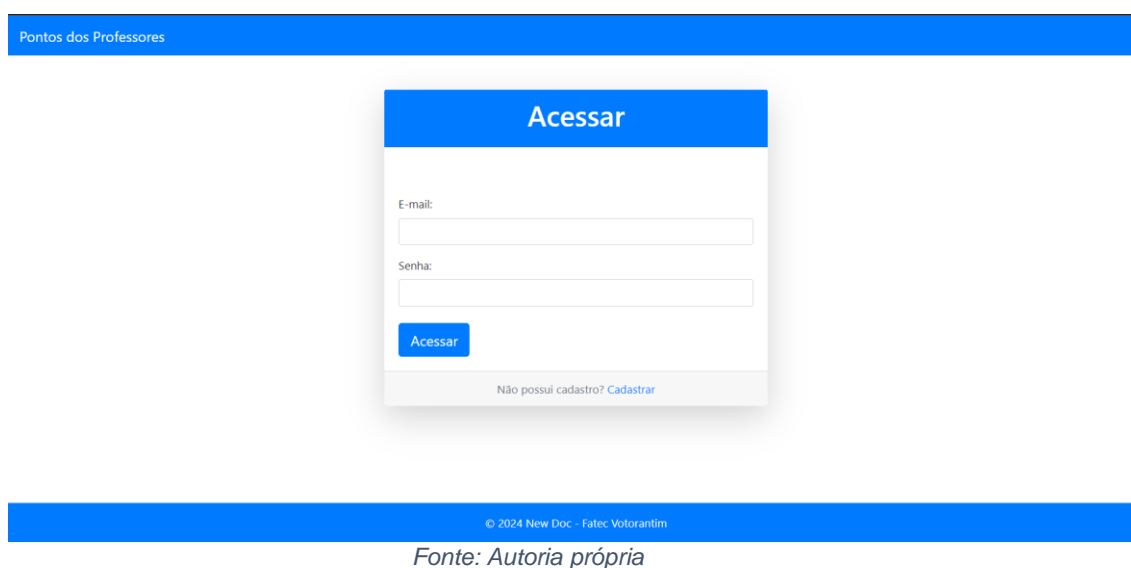 Pontos dos Professores
Acessar
E-mail:
Senha:
Acessar
Não possui cadastro? Cadastrar
© 2024 New Doc - Fatec Votorantim
Fonte: Autoria própria